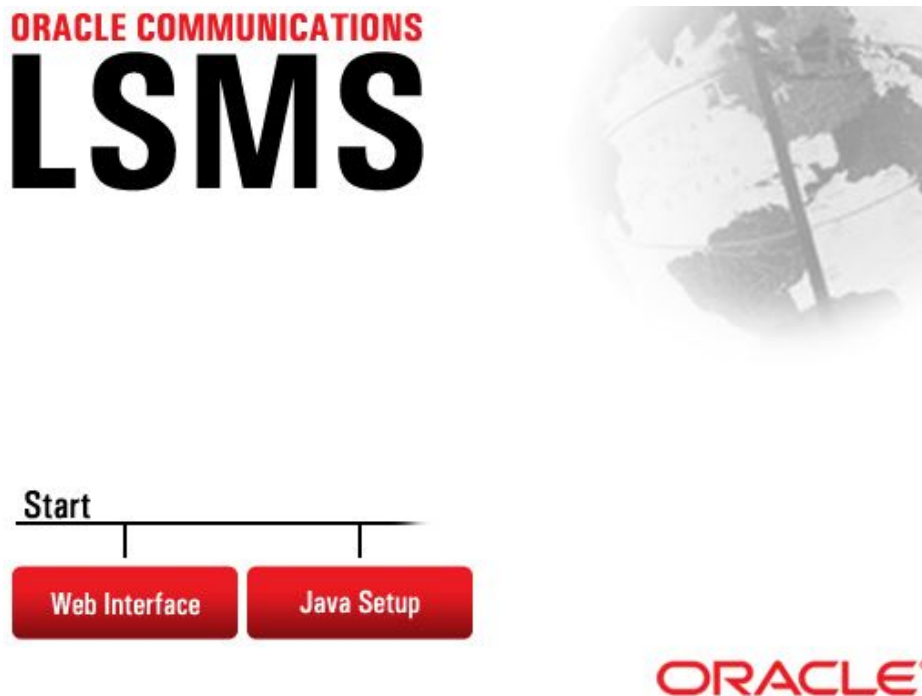 ORACLE COMMUNICATIONS
LSMS
Start
Web Interface
Java Setup
ORACLE